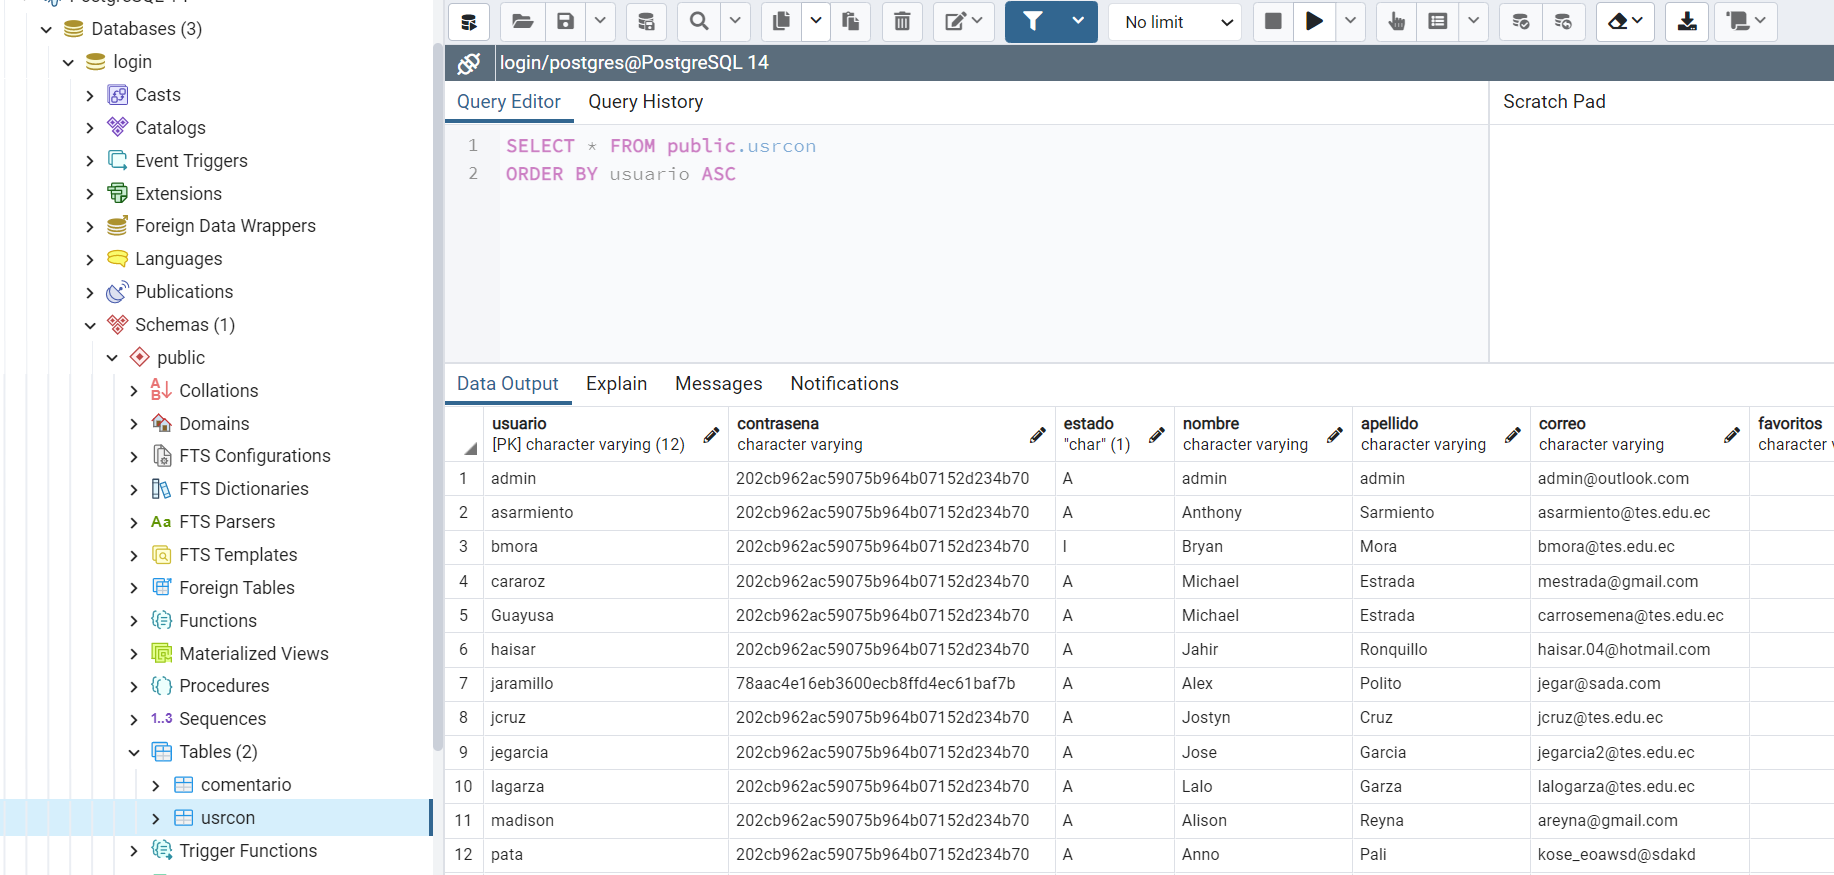 Databases (3)
login
Casts
Catalogs
Event Triggers
Extensions
Foreign Data Wrappers
Languages
Publications
Schemas (1)
public
Collations
Domains
FTS Configurations
FTS Dictionaries
Aa FTS Parsers
FTS Templates
Foreign Tables
Functions
Materialized Views
Procedures
1..3 Sequences
Tables (2)
comentario
usrcon
Trigger Functions
No limit
login/postgres@PostgreSQL 14
Query Editor Query History Scratch Pad
1 SELECT * FROM public.usrcon
2 ORDER BY usuario ASC
Data Output Explain Messages Notifications
usuario contrasena estado nombre apellido correo favoritos
[PK] character varying (12) character varying "char" (1) character varying character varying character varying character
1 admin 202cb962ac59075b964b07152d234b70 A admin admin admin@outlook.com
2 asarmiento 202cb962ac59075b964b07152d234b70 A Anthony Sarmiento asarmiento@tes.edu.ec
3 bmora 202cb962ac59075b964b07152d234b70 I Bryan Mora bmora@tes.edu.ec
4 cararoz 202cb962ac59075b964b07152d234b70 A Michael Estrada mestrada@gmail.com
5 Guayusa 202cb962ac59075b964b07152d234b70 A Michael Estrada carrosemena@tes.edu.ec
6 haisar 202cb962ac59075b964b07152d234b70 A Jahir Ronquillo haisar.04@hotmail.com
7 jaramillo 78aac4e16eb3600ecb8ffd4ec61baf7b A Alex Polito jegar@sada.com
8 jcruz 202cb962ac59075b964b07152d234b70 A Jostyn Cruz jcruz@tes.edu.ec
9 jegarcia 202cb962ac59075b964b07152d234b70 A Jose Garcia jegarcia2@tes.edu.ec
10 lagarza 202cb962ac59075b964b07152d234b70 A Lalo Garza lalogarza@tes.edu.ec
11 madison 202cb962ac59075b964b07152d234b70 A Alison Reyna areyna@gmail.com
12 pata 202cb962ac59075b964b07152d234b70 A Anno Pali kose_eoawsd@sdakd